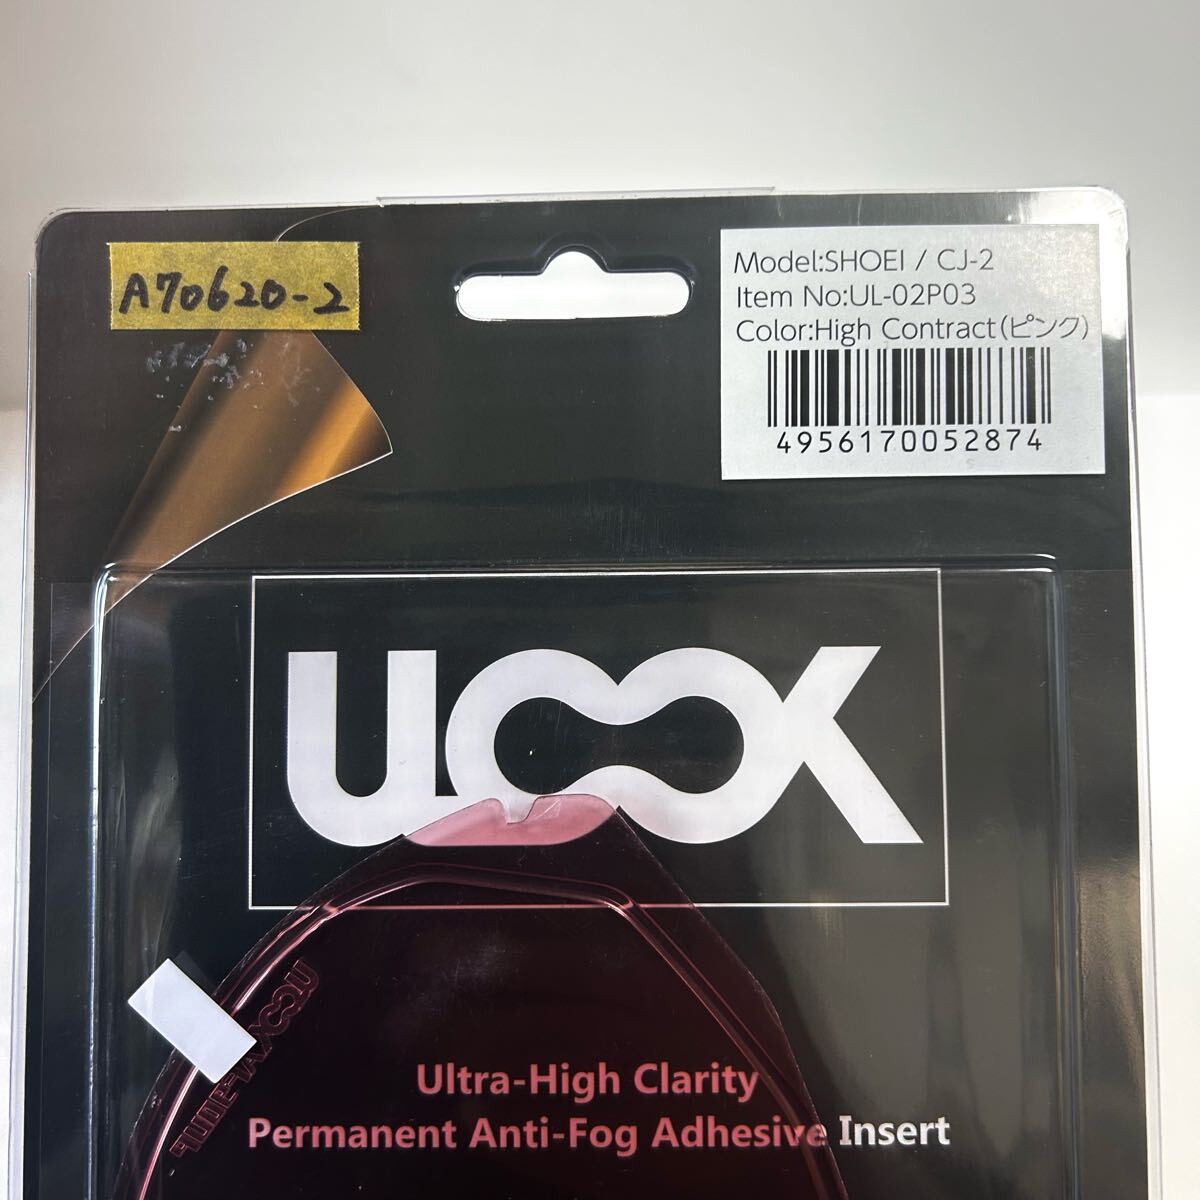 A70620-2
Model:SHOEI / CJ-2
Item No:UL-02P03
Color:High Contract(ピンク)
4956170052874
UOOK
Ultra-High Clarity
Permanent Anti-Fog Adhesive Insert